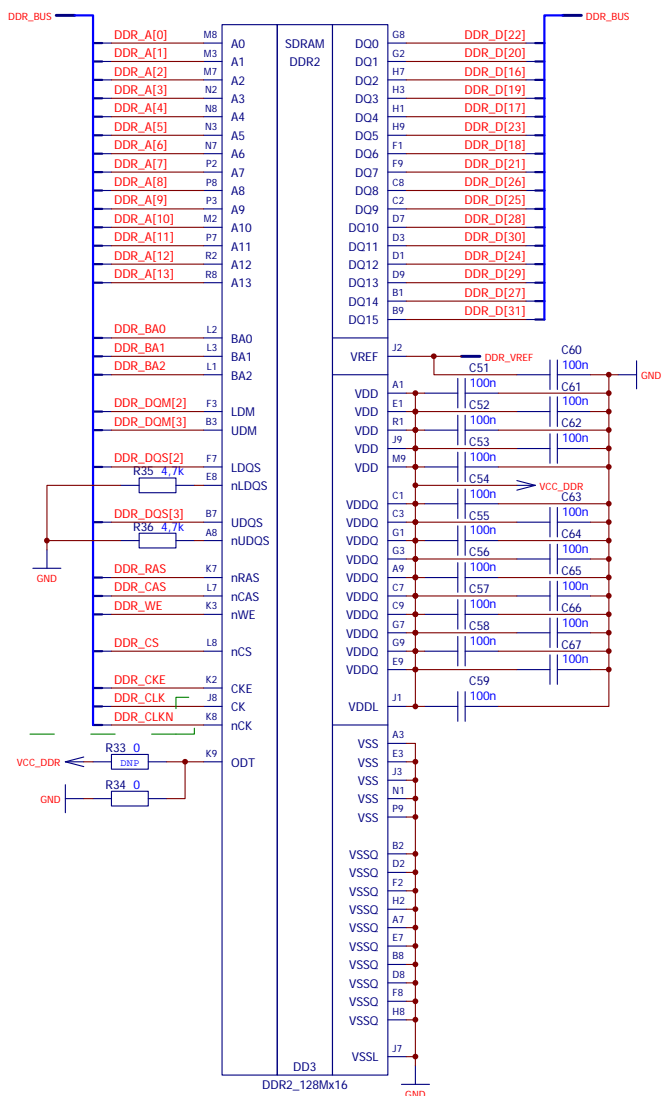 DDR_BUS DDR_BUS
DDR_A[0] M8 A0 SDRAM DQ0 G8 DDR_D[22]
DDR_A[1] M3 A1 DDR2 DQ1 G2 DDR_D[20]
DDR_A[2] M7 A2 DQ2 H7 DDR_D[16]
DDR_A[3] N2 A3 DQ3 H3 DDR_D[19]
DDR_A[4] N8 A4 DQ4 H1 DDR_D[17]
DDR_A[5] N3 A5 DQ5 H9 DDR_D[23]
DDR_A[6] N7 A6 DQ6 F1 DDR_D[18]
DDR_A[7] P2 A7 DQ7 F9 DDR_D[21]
DDR_A[8] P8 A8 DQ8 C8 DDR_D[26]
DDR_A[9] P3 A9 DQ9 C2 DDR_D[25]
DDR_A[10] M2 A10 DQ10 D7 DDR_D[28]
DDR_A[11] P7 A11 DQ11 D3 DDR_D[30]
DDR_A[12] R2 A12 DQ12 D1 DDR_D[24]
DDR_A[13] R8 A13 DQ13 D9 DDR_D[29]
DQ14 B1 DDR_D[27]
DQ15 B9 DDR_D[31]
DDR_BA0 L2 BA0
DDR_BA1 L3 BA1 VREF J2 DDR_VREF C60 100n GND
DDR_BA2 L1 BA2 C51 100n
VDD A1 C61 100n
DDR_DQM[2] F3 LDM VDD E1 C52 100n
DDR_DQM[3] B3 UDM VDD R1 C62 100n
VDD J9 C53 100n
DDR_DQS[2] F7 LDQS VDD M9
R35 4,7k E8 nLDQS C54 100n VCC_DDR
VDDQ C1 C63 100n
DDR_DQS[3] B7 UDQS VDDQ C3 C55 100n
R36 4,7k A8 nUDQS VDDQ G1 C64 100n
GND VDDQ G3 C56 100n
DDR_RAS K7 nRAS VDDQ A9 C65 100n
DDR_CAS L7 nCAS VDDQ C7 C57 100n
DDR_WE K3 nWE VDDQ C9 C66 100n
VDDQ G7 C58 100n
DDR_CS L8 nCS VDDQ G9 C67 100n
VDDQ E9
DDR_CKE K2 CKE C59 100n
DDR_CLK J8 CK VDDL J1
DDR_CLKN K8 nCK
VSS A3
VCC_DDR R33 0 DNP K9 ODT VSS E3
VSS J3
GND R34 0 VSS N1
VSS P9
VSSQ B2
VSSQ D2
VSSQ F2
VSSQ H2
VSSQ A7
VSSQ E7
VSSQ B8
VSSQ D8
VSSQ F8
VSSQ H8
VSSL J7
DD3
DDR2_128Mx16
GND